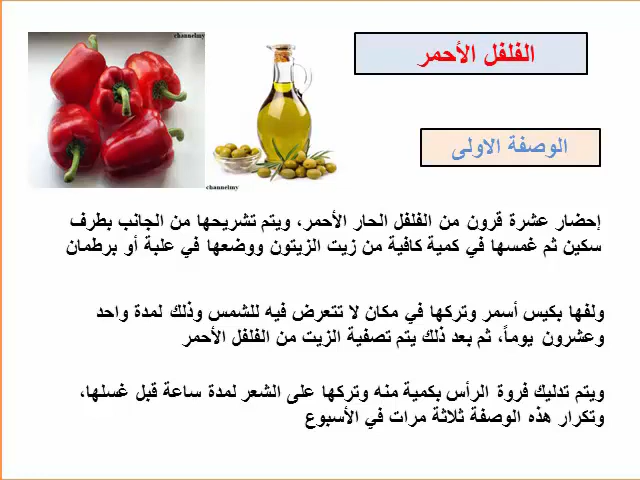 channelmy
الفلفل الأحمر
channelmy
الوصفة الاولى
إحضار عشرة قرون من الفلفل الحار الأحمر، ويتم تشريحها من الجانب بطرف
سكين ثم غمسها في كمية كافية من زيت الزيتون ووضعها في علبة أو برطمان
ولفها بكيس أسمر وتركها في مكان لا تتعرض فيه للشمس وذلك لمدة واحد
وعشرون يوماً، ثم بعد ذلك يتم تصفية الزيت من الفلفل الأحمر
ويتم تدليك فروة الرأس بكمية منه وتركها على الشعر لمدة ساعة قبل غسلها،
وتكرار هذه الوصفة ثلاثة مرات في الأسبوع